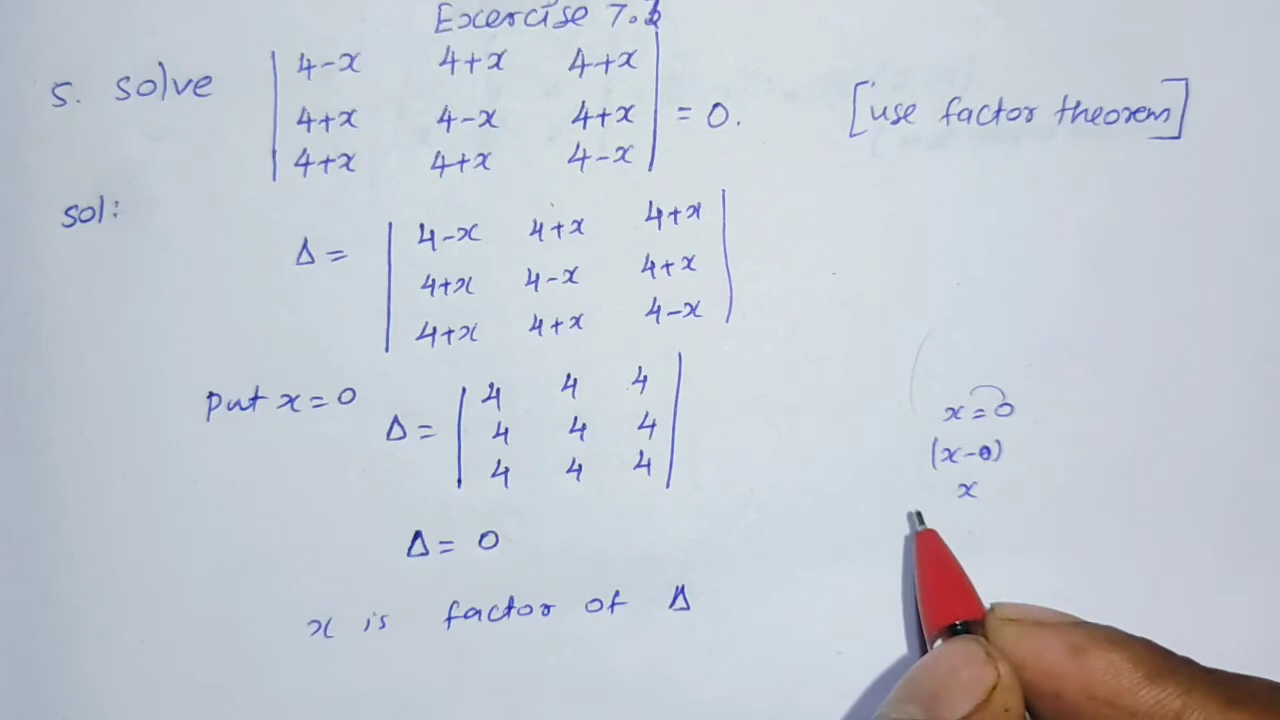 Exercise 7.
5. solve | 4-x 4+x 4+x |
| 4+x 4-x 4+x | = 0. [use factor theorem]
| 4+x 4+x 4-x |
sol:
Δ = | 4-x 4+x 4+x |
| 4+x 4-x 4+x |
| 4+x 4+x 4-x |
Put x = 0 Δ = | 4 4 4 |
| 4 4 4 |
| 4 4 4 |
Δ = 0
x is factor of Δ
x = 0
(x-0)
x